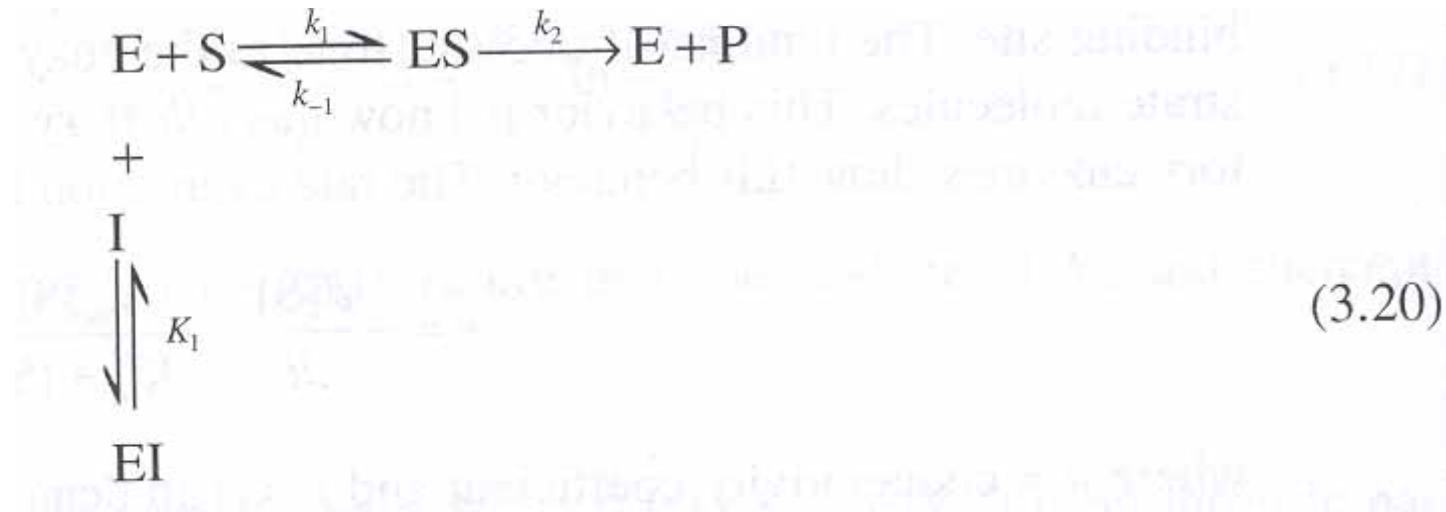 k₁ k₂
E + S ⇌ ES ⟶ E + P
k₋₁
+
I
K₁
(3.20)
EI